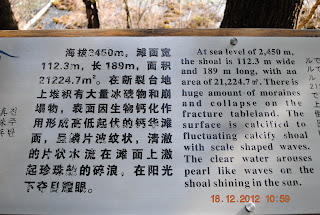 海拔2450m，滩面宽
112.3m，长189m，面积
21224.7㎡。在断裂台地
上堆积有大量冰碛物和崩
塌物，表面因生物钙化作
用形成高低起伏的钙华滩
面，呈鳞片波纹状，清澈
的片状水流在滩面上激
起珍珠般的碎浪，在阳光
下夺目耀眼。
At sea level of 2,450 m,
the shoal is 112.3 m wide
and 189 m long, with an
area of 21,224.7㎡. There is
huge amount of moraines
and collapse on the
fracture tableland. The
surface is calcified to
fluctuating calcify shoal
with scale shaped waves.
The clear water arouses
pearl like waves on the
shoal shining in the sun.
18.12.2012 10:59